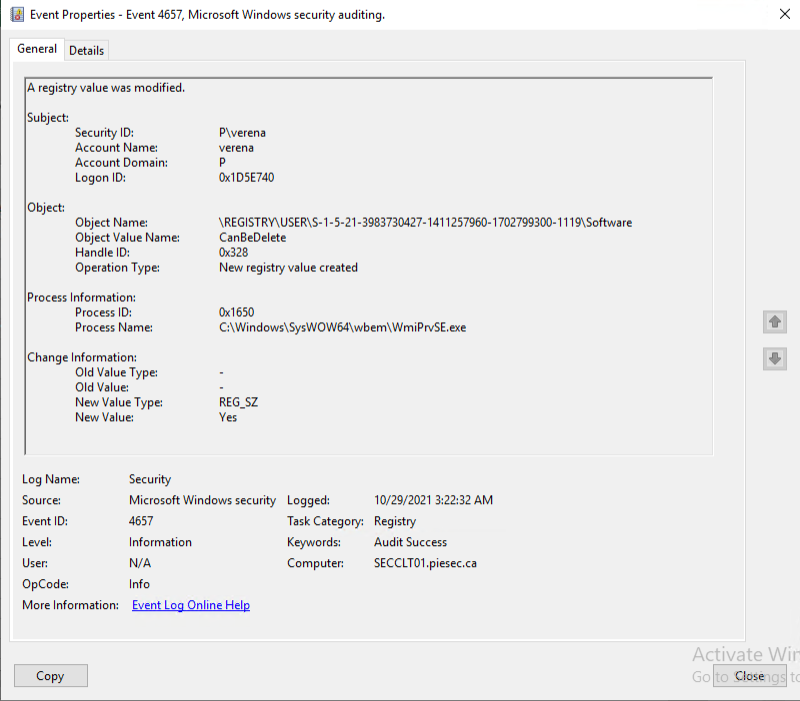 Event Properties - Event 4657, Microsoft Windows security auditing.
General Details
A registry value was modified.
Subject:
Security ID: P\verena
Account Name: verena
Account Domain: P
Logon ID: 0x1D5E740
Object:
Object Name: \REGISTRY\USER\S-1-5-21-3983730427-1411257960-1702799300-1119\Software
Object Value Name: CanBeDelete
Handle ID: 0x328
Operation Type: New registry value created
Process Information:
Process ID: 0x1650
Process Name: C:\Windows\SysWOW64\wbem\WmiPrvSE.exe
Change Information:
Old Value Type: -
Old Value: -
New Value Type: REG_SZ
New Value: Yes
Log Name: Security
Source: Microsoft Windows security Logged: 10/29/2021 3:22:32 AM
Event ID: 4657 Task Category: Registry
Level: Information Keywords: Audit Success
User: N/A Computer: SECCLT01.piesec.ca
OpCode: Info
More Information: Event Log Online Help
Activate Win
Go to Settings to
Copy Close